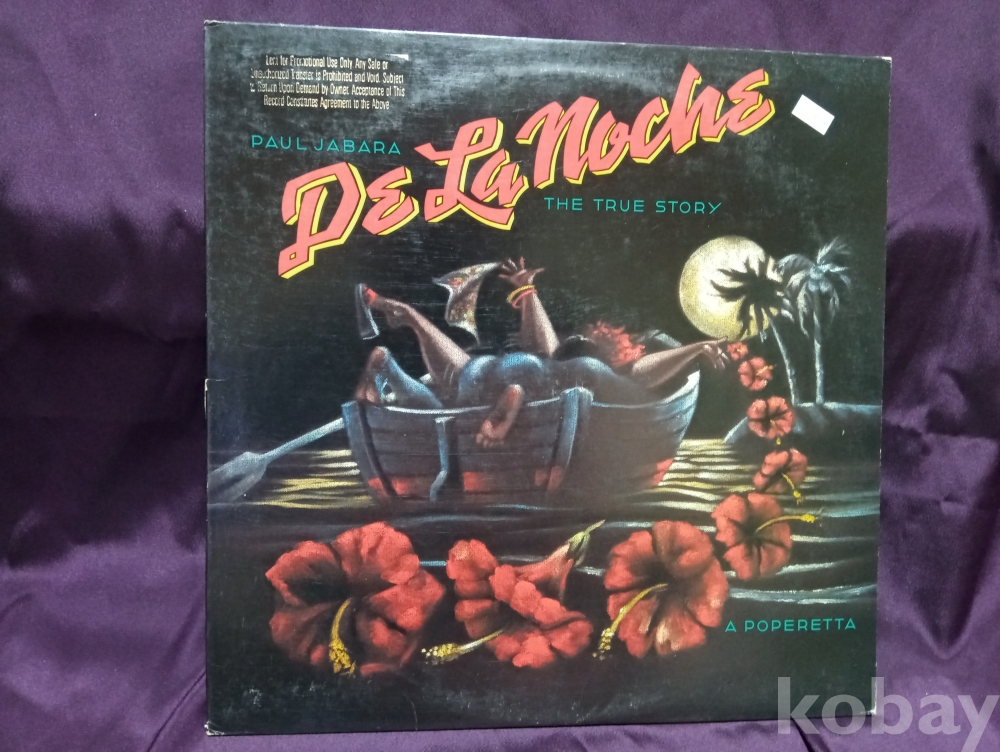 Lent for Promotional Use Only. Any Sale or
Unauthorized Transfer is Prohibited and Void. Subject
to Return Upon Demand by Owner. Acceptance of This
Record Constitutes Agreement to the Above
PAUL JABARA
De La Noche
THE TRUE STORY
A POPERETTA
kobay